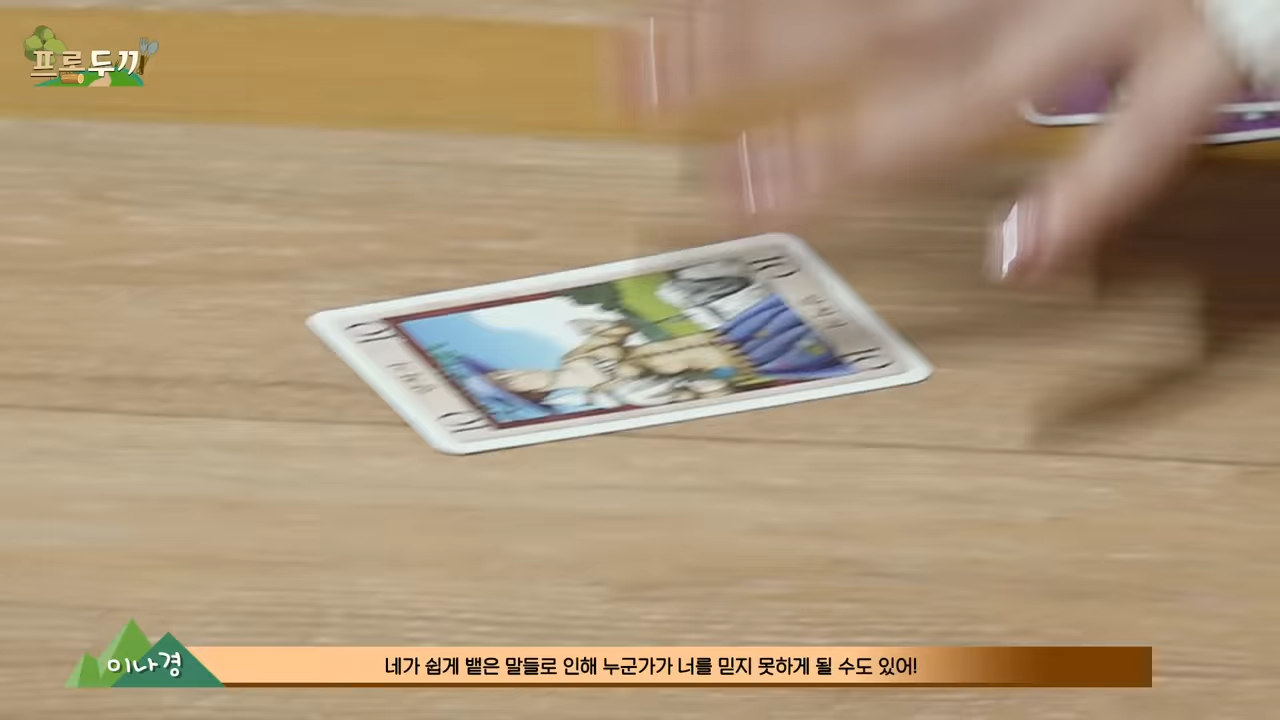 프롬두끼
이나경
네가 쉽게 뱉은 말들로 인해 누군가가 너를 믿지 못하게 될 수도 있어!